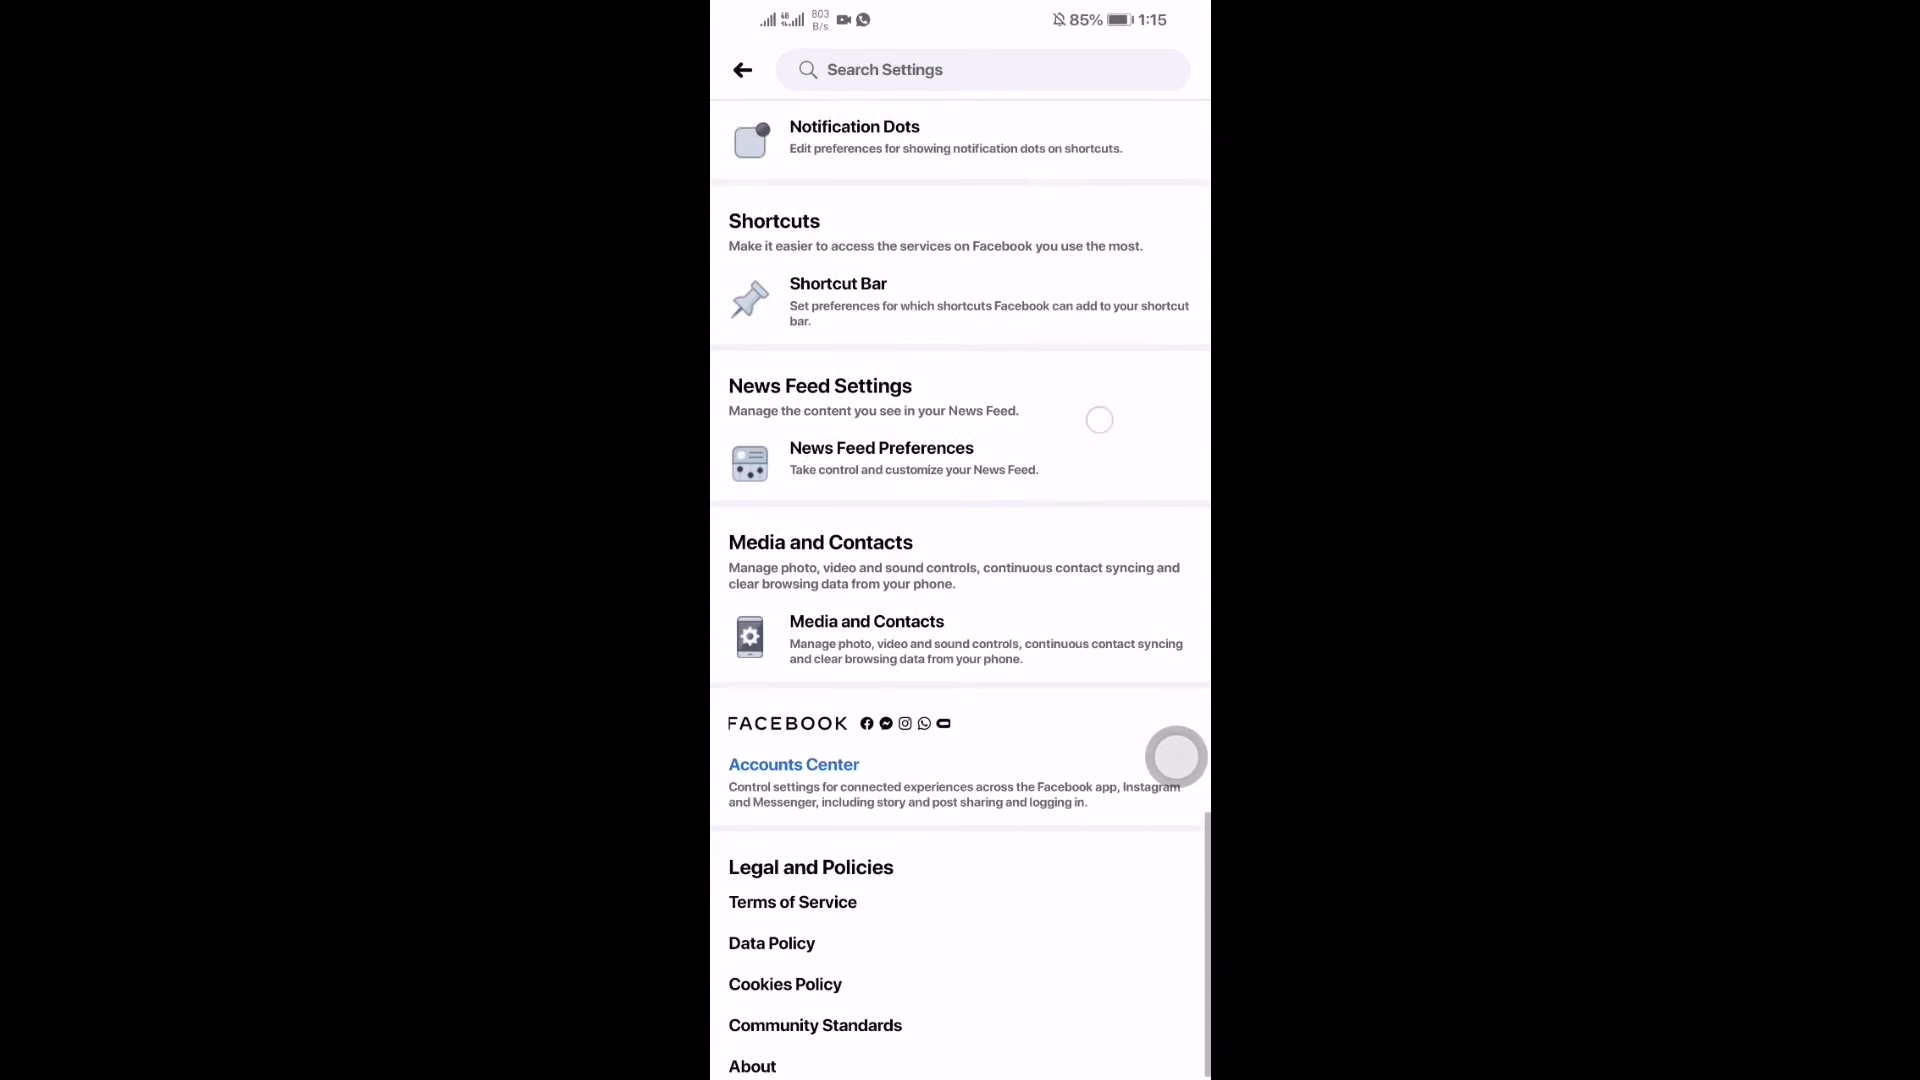 803
B/s
85%
1:15
Search Settings
Notification Dots
Edit preferences for showing notification dots on shortcuts.
Shortcuts
Make it easier to access the services on Facebook you use the most.
Shortcut Bar
Set preferences for which shortcuts Facebook can add to your shortcut
bar.
News Feed Settings
Manage the content you see in your News Feed.
News Feed Preferences
Take control and customize your News Feed.
Media and Contacts
Manage photo, video and sound controls, continuous contact syncing and
clear browsing data from your phone.
Media and Contacts
Manage photo, video and sound controls, continuous contact syncing
and clear browsing data from your phone.
FACEBOOK
Accounts Center
Control settings for connected experiences across the Facebook app, Instagram
and Messenger, including story and post sharing and logging in.
Legal and Policies
Terms of Service
Data Policy
Cookies Policy
Community Standards
About